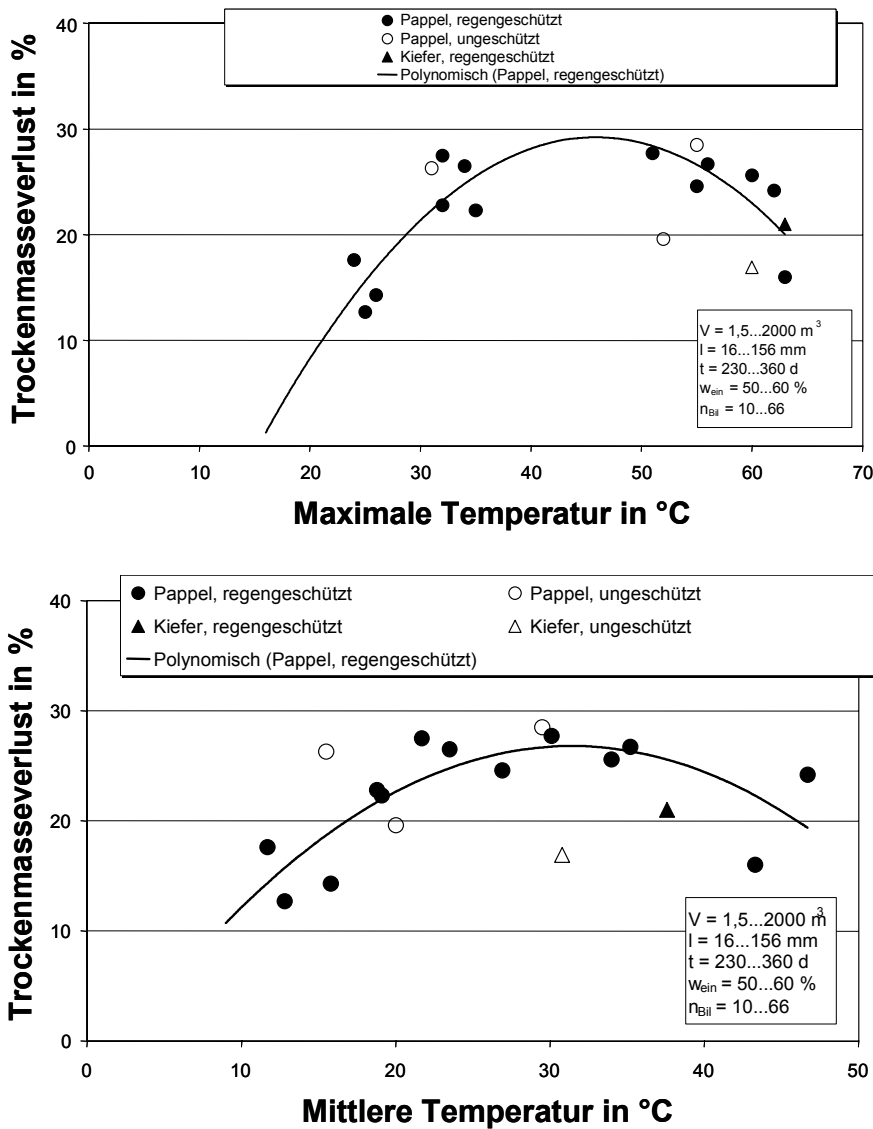 40
30
20
10
0
Trockenmasseverlust in %
● Pappel, regengeschützt
○ Pappel, ungeschützt
▲ Kiefer, regengeschützt
Polynomisch (Pappel, regengeschützt)
V = 1,5...2000 m³
l = 16...156 mm
t = 230...360 d
w_ein = 50...60 %
n_Bil = 10...66
0 10 20 30 40 50 60 70
Maximale Temperatur in °C
40
30
20
10
0
Trockenmasseverlust in %
● Pappel, regengeschützt ○ Pappel, ungeschützt
▲ Kiefer, regengeschützt △ Kiefer, ungeschützt
Polynomisch (Pappel, regengeschützt)
V = 1,5...2000 m³
l = 16...156 mm
t = 230...360 d
w_ein = 50...60 %
n_Bil = 10...66
0 10 20 30 40 50
Mittlere Temperatur in °C